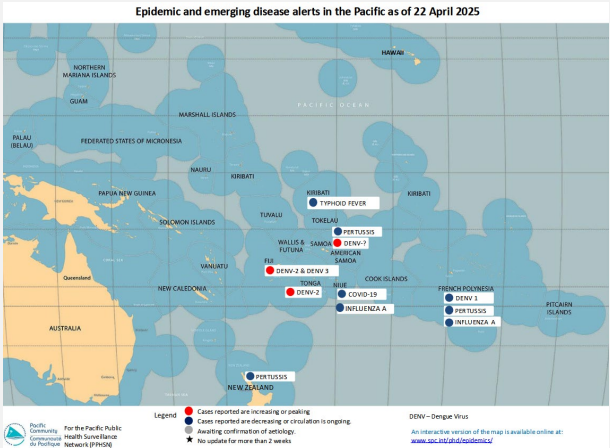 Epidemic and emerging disease alerts in the Pacific as of 22 April 2025
HAWAII
NORTHERN
MARIANA ISLANDS
GUAM
PACIFIC OCEAN
MARSHALL ISLANDS
PALAU
(BELAU)
FEDERATED STATES OF MICRONESIA
NAURU
KIRIBATI
PAPUA NEW GUINEA
KIRIBATI
KIRIBATI
TYPHOID FEVER
SOLOMON ISLANDS
TUVALU
TOKELAU
PERTUSSIS
WALLIS &
FUTUNA
SAMOA
DENV-?
AMERICAN
SAMOA
FIJI
VANUATU
DENV-2 & DENV 3
Queensland
NEW CALEDONIA
TONGA
NIUE
COOK ISLANDS
DENV-2
COVID-19
INFLUENZA A
FRENCH POLYNESIA
DENV 1
PERTUSSIS
INFLUENZA A
PITCAIRN
ISLANDS
AUSTRALIA
PERTUSSIS
NEW ZEALAND
Pacific
Community
Communauté
du Pacifique
For the Pacific Public
Health Surveillance
Network (PPHSN)
Legend
Cases reported are increasing or peaking
Cases reported are decreasing or circulation is ongoing.
Awaiting confirmation of aetiology.
No update for more than 2 weeks
DENV – Dengue Virus
An interactive version of the map is available online at:
www.spc.int/phd/epidemics/